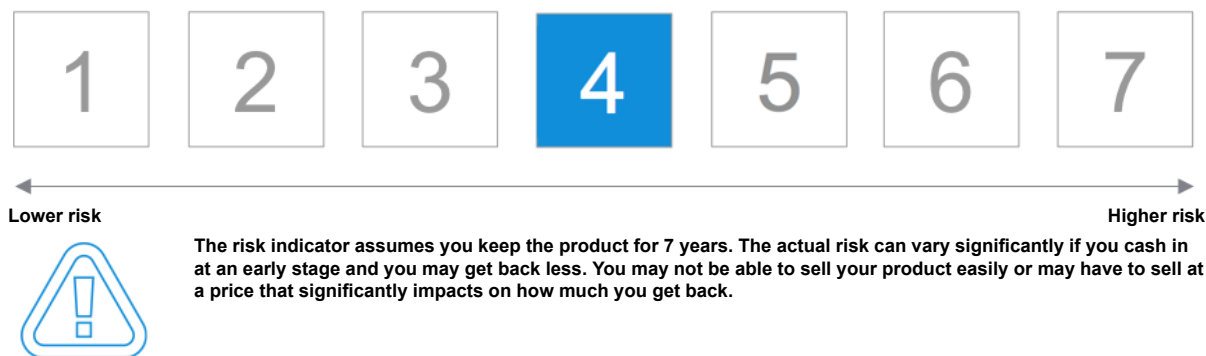 1 2 3 4 5 6 7
Lower risk Higher risk
The risk indicator assumes you keep the product for 7 years. The actual risk can vary significantly if you cash in
at an early stage and you may get back less. You may not be able to sell your product easily or may have to sell at
a price that significantly impacts on how much you get back.